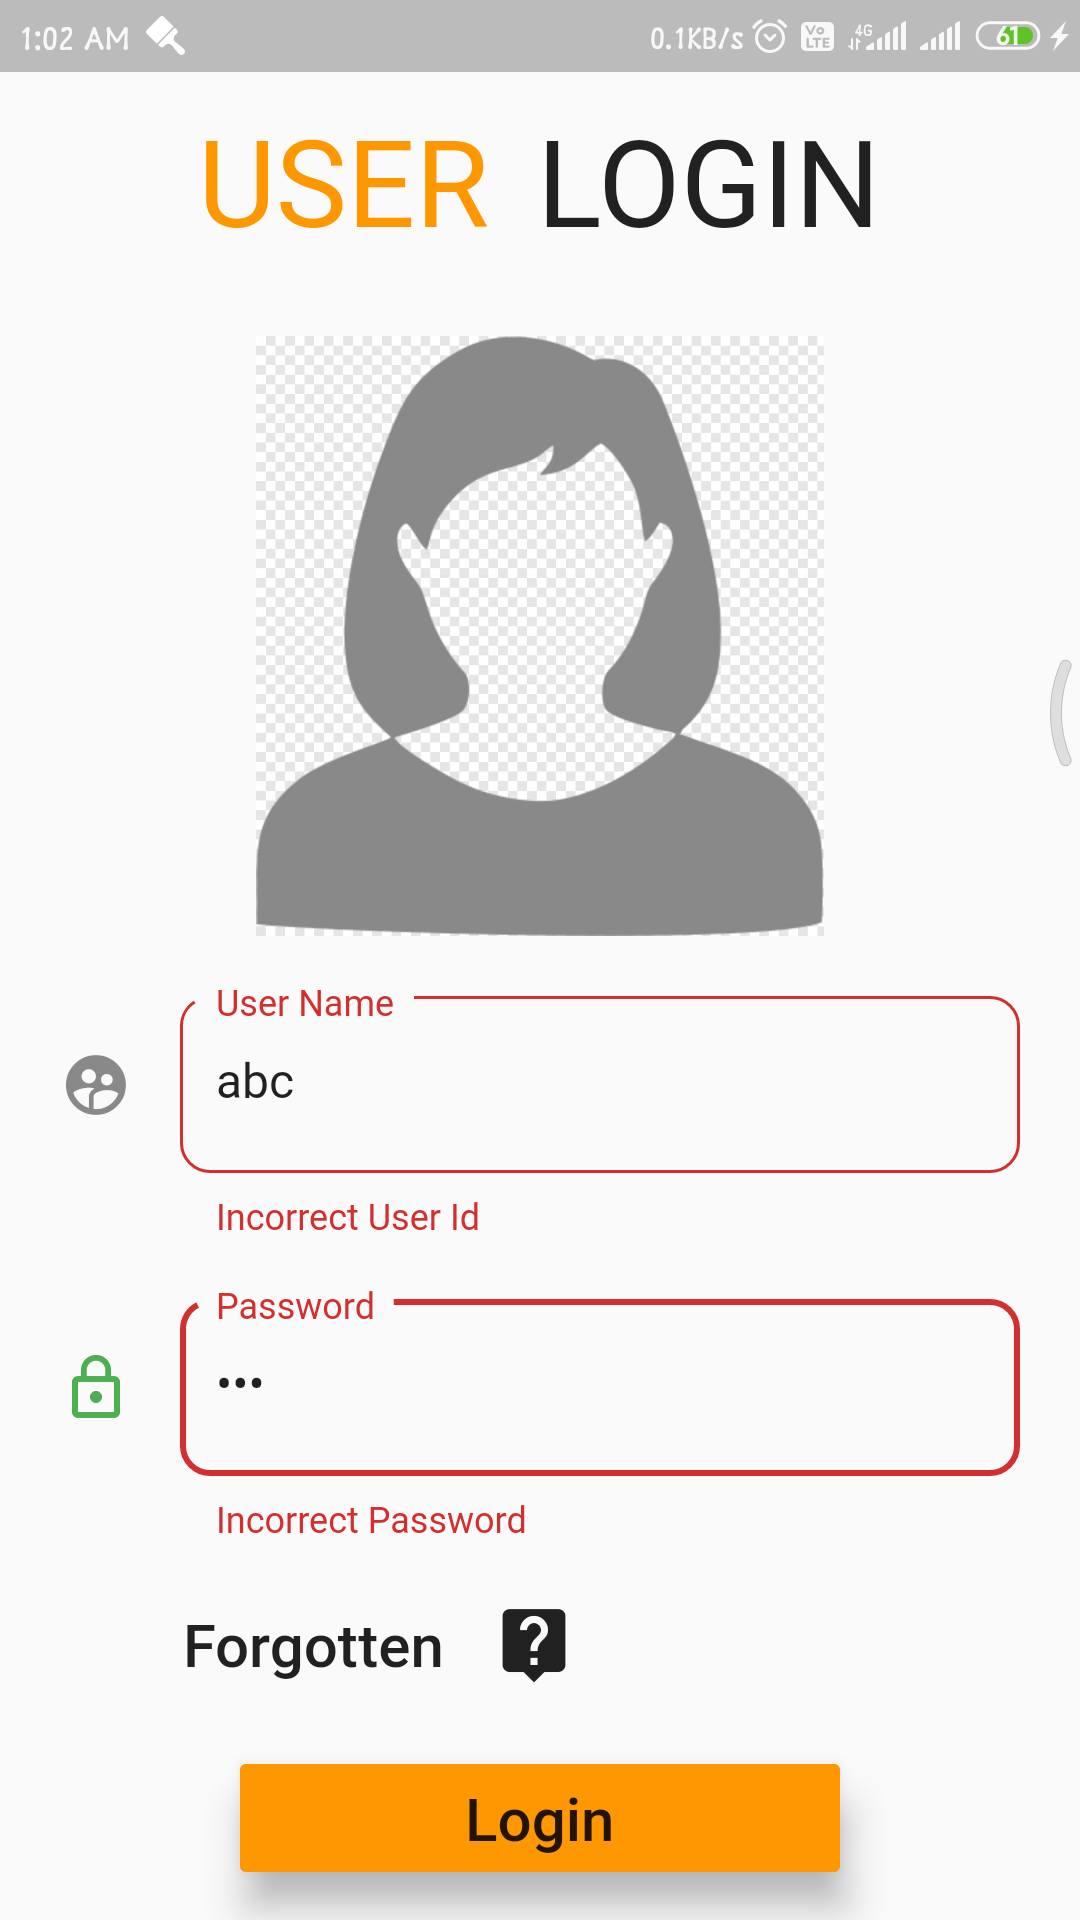 1:02 AM 0.1KB/s Vo LTE 4G 61
USER LOGIN
User Name
abc
Incorrect User Id
Password
Incorrect Password
Forgotten ?
Login